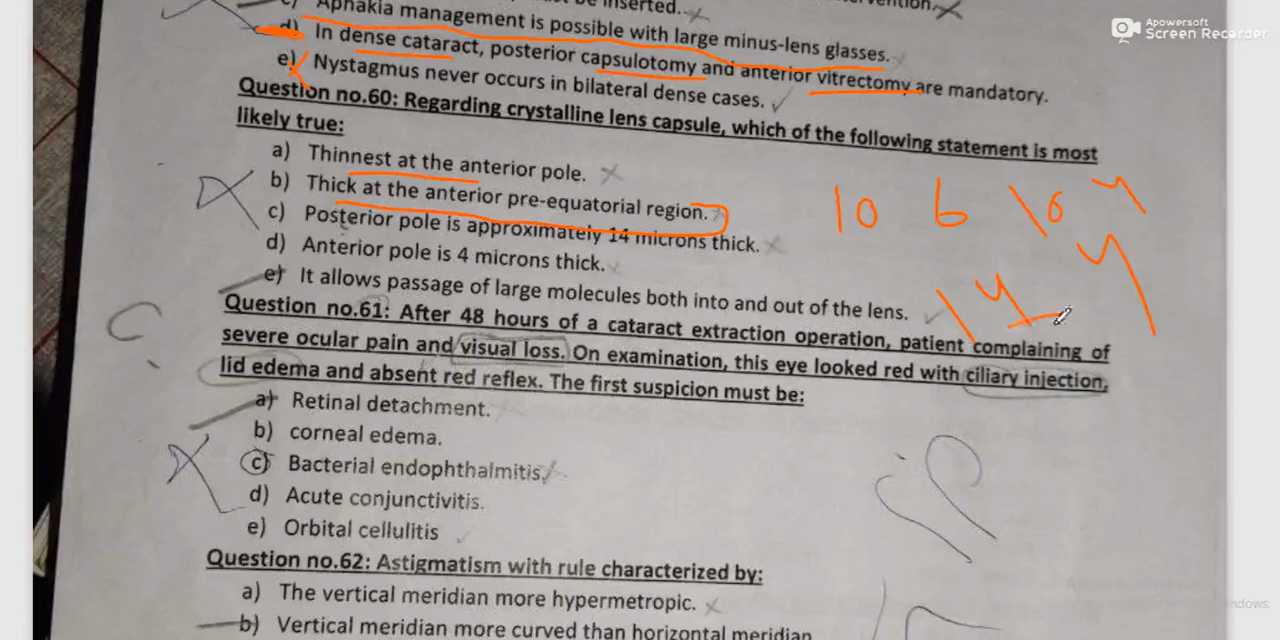 be inserted.
vention.
Apowersoft
Screen Recorder
c) Aphakia management is possible with large minus-lens glasses.
d) In dense cataract, posterior capsulotomy and anterior vitrectomy are mandatory.
e) Nystagmus never occurs in bilateral dense cases.
Question no.60: Regarding crystalline lens capsule, which of the following statement is most
likely true:
a) Thinnest at the anterior pole.
b) Thick at the anterior pre-equatorial region.
c) Posterior pole is approximately 14 microns thick.
d) Anterior pole is 4 microns thick.
e) It allows passage of large molecules both into and out of the lens.
10 6
14
Question no.61: After 48 hours of a cataract extraction operation, patient complaining of
severe ocular pain and visual loss. On examination, this eye looked red with ciliary injection,
lid edema and absent red reflex. The first suspicion must be:
C.
a) Retinal detachment.
b) corneal edema.
c) Bacterial endophthalmitis.
d) Acute conjunctivitis.
e) Orbital cellulitis
Question no.62: Astigmatism with rule characterized by:
a) The vertical meridian more hypermetropic.
b) Vertical meridian more curved than horizontal meridian
ndows.